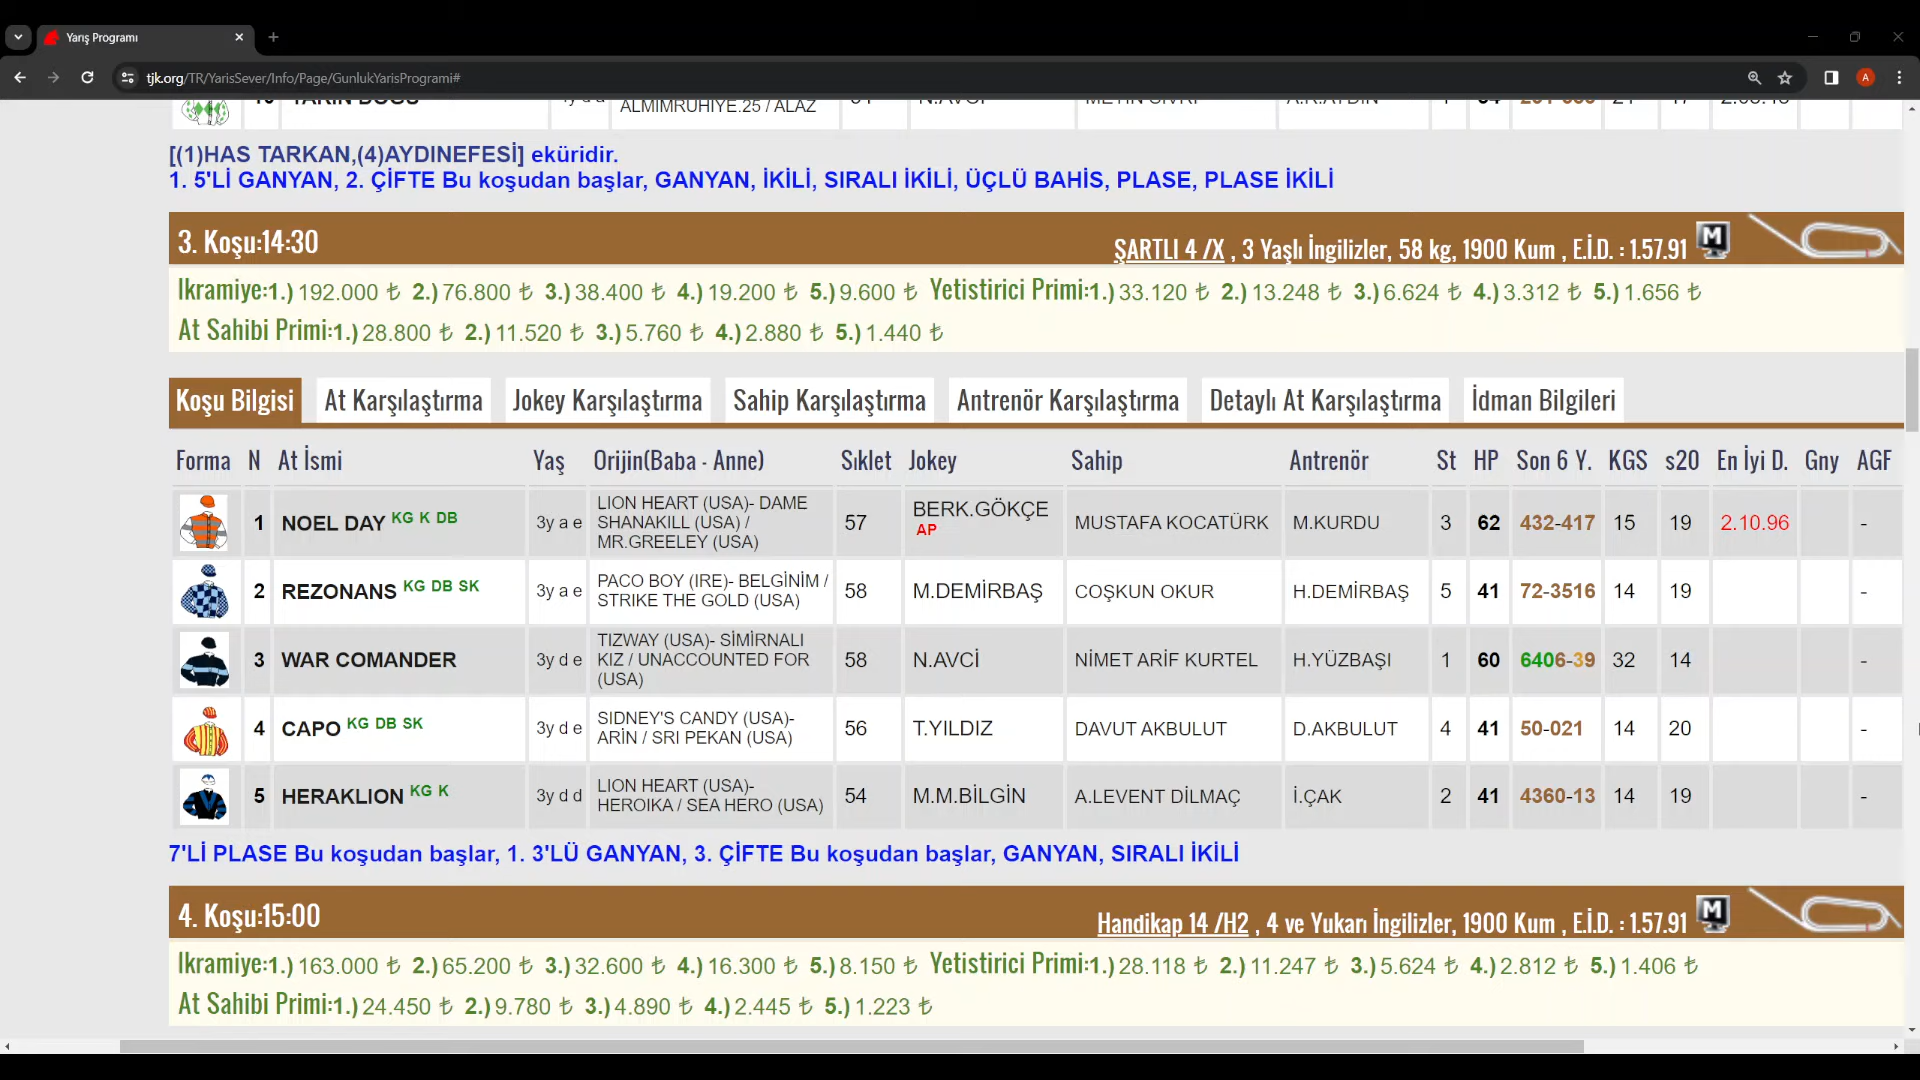 Yarış Programı
tjk.org/TR/YarisSever/Info/Page/GunlukYarisProgrami#
A
ALMIMRUHIYE.25 / ALAZ
[(1)HAS TARKAN,(4)AYDINEFESİ] eküridir.
1. 5'Lİ GANYAN, 2. ÇİFTE Bu koşudan başlar, GANYAN, İKİLİ, SIRALI İKİLİ, ÜÇLÜ BAHİS, PLASE, PLASE İKİLİ
3. Koşu:14:30 ŞARTLI 4 /X , 3 Yaşlı İngilizler, 58 kg, 1900 Kum , E.İ.D. : 1.57.91 M
Ikramiye:1.) 192.000 ₺ 2.) 76.800 ₺ 3.) 38.400 ₺ 4.) 19.200 ₺ 5.) 9.600 ₺ Yetistirici Primi:1.) 33.120 ₺ 2.) 13.248 ₺ 3.) 6.624 ₺ 4.) 3.312 ₺ 5.) 1.656 ₺
At Sahibi Primi:1.) 28.800 ₺ 2.) 11.520 ₺ 3.) 5.760 ₺ 4.) 2.880 ₺ 5.) 1.440 ₺
Koşu Bilgisi At Karşılaştırma Jokey Karşılaştırma Sahip Karşılaştırma Antrenör Karşılaştırma Detaylı At Karşılaştırma İdman Bilgileri
Forma N At İsmi Yaş Orijin(Baba - Anne) Sıklet Jokey Sahip Antrenör St HP Son 6 Y. KGS s20 En İyi D. Gny AGF
1 NOEL DAY KG K DB 3y a e LION HEART (USA)- DAME SHANAKILL (USA) / MR.GREELEY (USA) 57 BERK.GÖKÇE AP MUSTAFA KOCATÜRK M.KURDU 3 62 432-417 15 19 2.10.96 -
2 REZONANS KG DB SK 3y a e PACO BOY (IRE)- BELGİNİM / STRIKE THE GOLD (USA) 58 M.DEMİRBAŞ COŞKUN OKUR H.DEMİRBAŞ 5 41 72-3516 14 19 -
3 WAR COMANDER 3y d e TIZWAY (USA)- SİMİRNALI KIZ / UNACCOUNTED FOR (USA) 58 N.AVCİ NİMET ARİF KURTEL H.YÜZBAŞI 1 60 6406-39 32 14 -
4 CAPO KG DB SK 3y d e SIDNEY'S CANDY (USA)- ARİN / SRI PEKAN (USA) 56 T.YILDIZ DAVUT AKBULUT D.AKBULUT 4 41 50-021 14 20 -
5 HERAKLION KG K 3y d d LION HEART (USA)- HEROIKA / SEA HERO (USA) 54 M.M.BİLGİN A.LEVENT DİLMAÇ İ.ÇAK 2 41 4360-13 14 19 -
7'Lİ PLASE Bu koşudan başlar, 1. 3'LÜ GANYAN, 3. ÇİFTE Bu koşudan başlar, GANYAN, SIRALI İKİLİ
4. Koşu:15:00 Handikap 14 /H2 , 4 ve Yukarı İngilizler, 1900 Kum , E.İ.D. : 1.57.91 M
Ikramiye:1.) 163.000 ₺ 2.) 65.200 ₺ 3.) 32.600 ₺ 4.) 16.300 ₺ 5.) 8.150 ₺ Yetistirici Primi:1.) 28.118 ₺ 2.) 11.247 ₺ 3.) 5.624 ₺ 4.) 2.812 ₺ 5.) 1.406 ₺
At Sahibi Primi:1.) 24.450 ₺ 2.) 9.780 ₺ 3.) 4.890 ₺ 4.) 2.445 ₺ 5.) 1.223 ₺